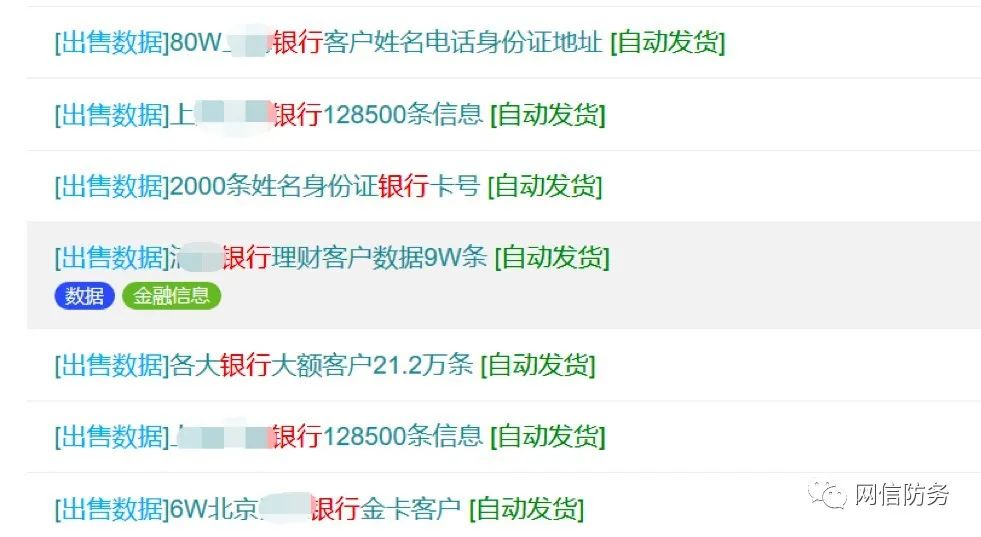 [出售数据]80W银行客户姓名电话身份证地址 [自动发货]
[出售数据]上银行128500条信息 [自动发货]
[出售数据]2000条姓名身份证银行卡号 [自动发货]
[出售数据]银行理财客户数据9W条 [自动发货]
数据 金融信息
[出售数据]各大银行大额客户21.2万条 [自动发货]
[出售数据]银行128500条信息 [自动发货]
[出售数据]6W北京银行金卡客户 [自动发货]
网信防务